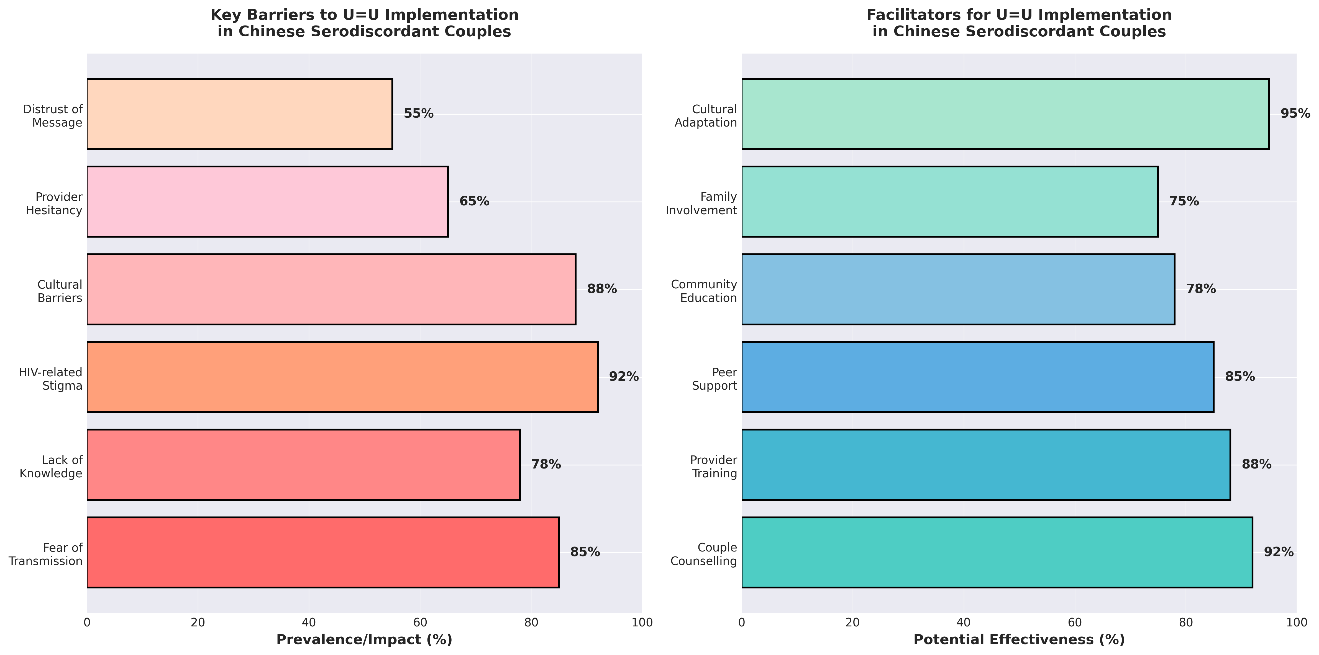 Key Barriers to U=U Implementation
in Chinese Serodiscordant Couples
Distrust of
Message
55%
Provider
Hesitancy
65%
Cultural
Barriers
88%
HIV-related
Stigma
92%
Lack of
Knowledge
78%
Fear of
Transmission
85%
0 20 40 60 80 100
Prevalence/Impact (%)
Facilitators for U=U Implementation
in Chinese Serodiscordant Couples
Cultural
Adaptation
95%
Family
Involvement
75%
Community
Education
78%
Peer
Support
85%
Provider
Training
88%
Couple
Counselling
92%
0 20 40 60 80 100
Potential Effectiveness (%)